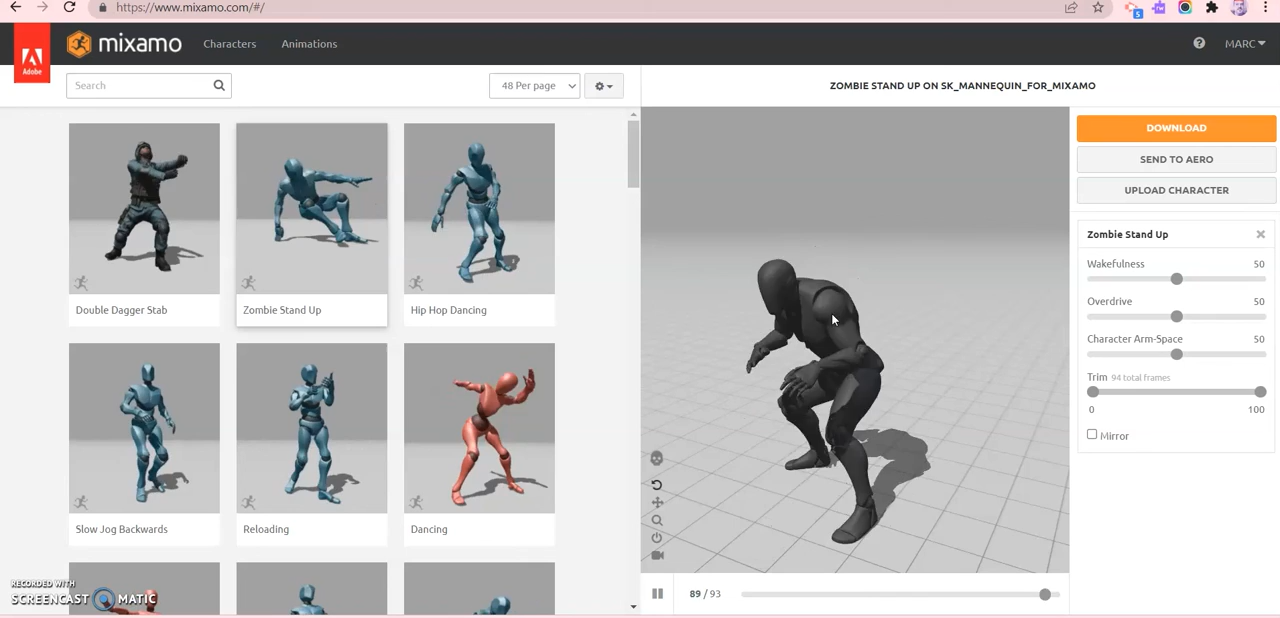 https://www.mixamo.com/#/
5
Adobe
mixamo
Characters
Animations
MARC
Search
48 Per page
ZOMBIE STAND UP ON SK_MANNEQUIN_FOR_MIXAMO
DOWNLOAD
SEND TO AERO
UPLOAD CHARACTER
Double Dagger Stab
Zombie Stand Up
Hip Hop Dancing
Slow Jog Backwards
Reloading
Dancing
Zombie Stand Up
Wakefulness 50
Overdrive 50
Character Arm-Space 50
Trim 94 total frames
0 100
Mirror
89 / 93
RECORDED WITH
SCREENCAST MATIC